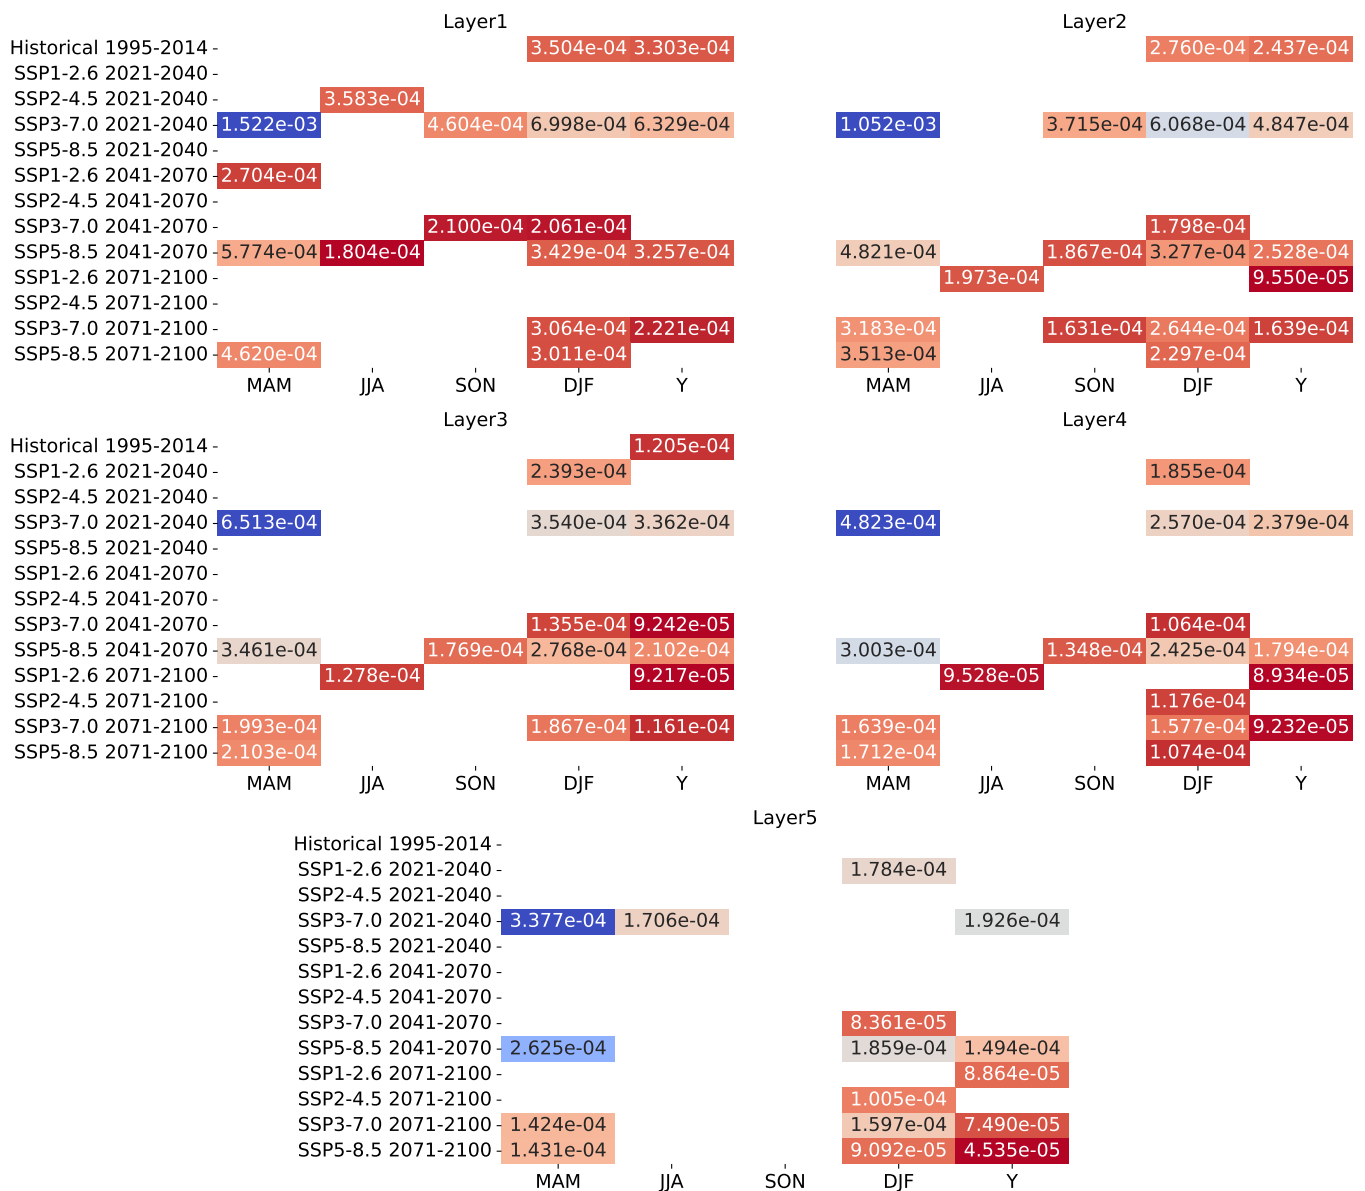 Layer1 Layer2
Historical 1995-2014 3.504e-04 3.303e-04 2.760e-04 2.437e-04
SSP1-2.6 2021-2040
SSP2-4.5 2021-2040 3.583e-04
SSP3-7.0 2021-2040 1.522e-03 4.604e-04 6.998e-04 6.329e-04 1.052e-03 3.715e-04 6.068e-04 4.847e-04
SSP5-8.5 2021-2040
SSP1-2.6 2041-2070 2.704e-04
SSP2-4.5 2041-2070
SSP3-7.0 2041-2070 2.100e-04 2.061e-04 1.798e-04
SSP5-8.5 2041-2070 5.774e-04 1.804e-04 3.429e-04 3.257e-04 4.821e-04 1.867e-04 3.277e-04 2.528e-04
SSP1-2.6 2071-2100 1.973e-04 9.550e-05
SSP2-4.5 2071-2100
SSP3-7.0 2071-2100 3.064e-04 2.221e-04 3.183e-04 1.631e-04 2.644e-04 1.639e-04
SSP5-8.5 2071-2100 4.620e-04 3.011e-04 3.513e-04 2.297e-04
MAM JJA SON DJF Y MAM JJA SON DJF Y
Layer3 Layer4
Historical 1995-2014 1.205e-04
SSP1-2.6 2021-2040 2.393e-04 1.855e-04
SSP2-4.5 2021-2040
SSP3-7.0 2021-2040 6.513e-04 3.540e-04 3.362e-04 4.823e-04 2.570e-04 2.379e-04
SSP5-8.5 2021-2040
SSP1-2.6 2041-2070
SSP2-4.5 2041-2070
SSP3-7.0 2041-2070 1.355e-04 9.242e-05 1.064e-04
SSP5-8.5 2041-2070 3.461e-04 1.769e-04 2.768e-04 2.102e-04 3.003e-04 1.348e-04 2.425e-04 1.794e-04
SSP1-2.6 2071-2100 1.278e-04 9.217e-05 9.528e-05 8.934e-05
SSP2-4.5 2071-2100 1.176e-04
SSP3-7.0 2071-2100 1.993e-04 1.867e-04 1.161e-04 1.639e-04 1.577e-04 9.232e-05
SSP5-8.5 2071-2100 2.103e-04 1.712e-04 1.074e-04
MAM JJA SON DJF Y MAM JJA SON DJF Y
Layer5
Historical 1995-2014
SSP1-2.6 2021-2040 1.784e-04
SSP2-4.5 2021-2040
SSP3-7.0 2021-2040 3.377e-04 1.706e-04 1.926e-04
SSP5-8.5 2021-2040
SSP1-2.6 2041-2070
SSP2-4.5 2041-2070
SSP3-7.0 2041-2070 8.361e-05
SSP5-8.5 2041-2070 2.625e-04 1.859e-04 1.494e-04
SSP1-2.6 2071-2100 8.864e-05
SSP2-4.5 2071-2100 1.005e-04
SSP3-7.0 2071-2100 1.424e-04 1.597e-04 7.490e-05
SSP5-8.5 2071-2100 1.431e-04 9.092e-05 4.535e-05
MAM JJA SON DJF Y